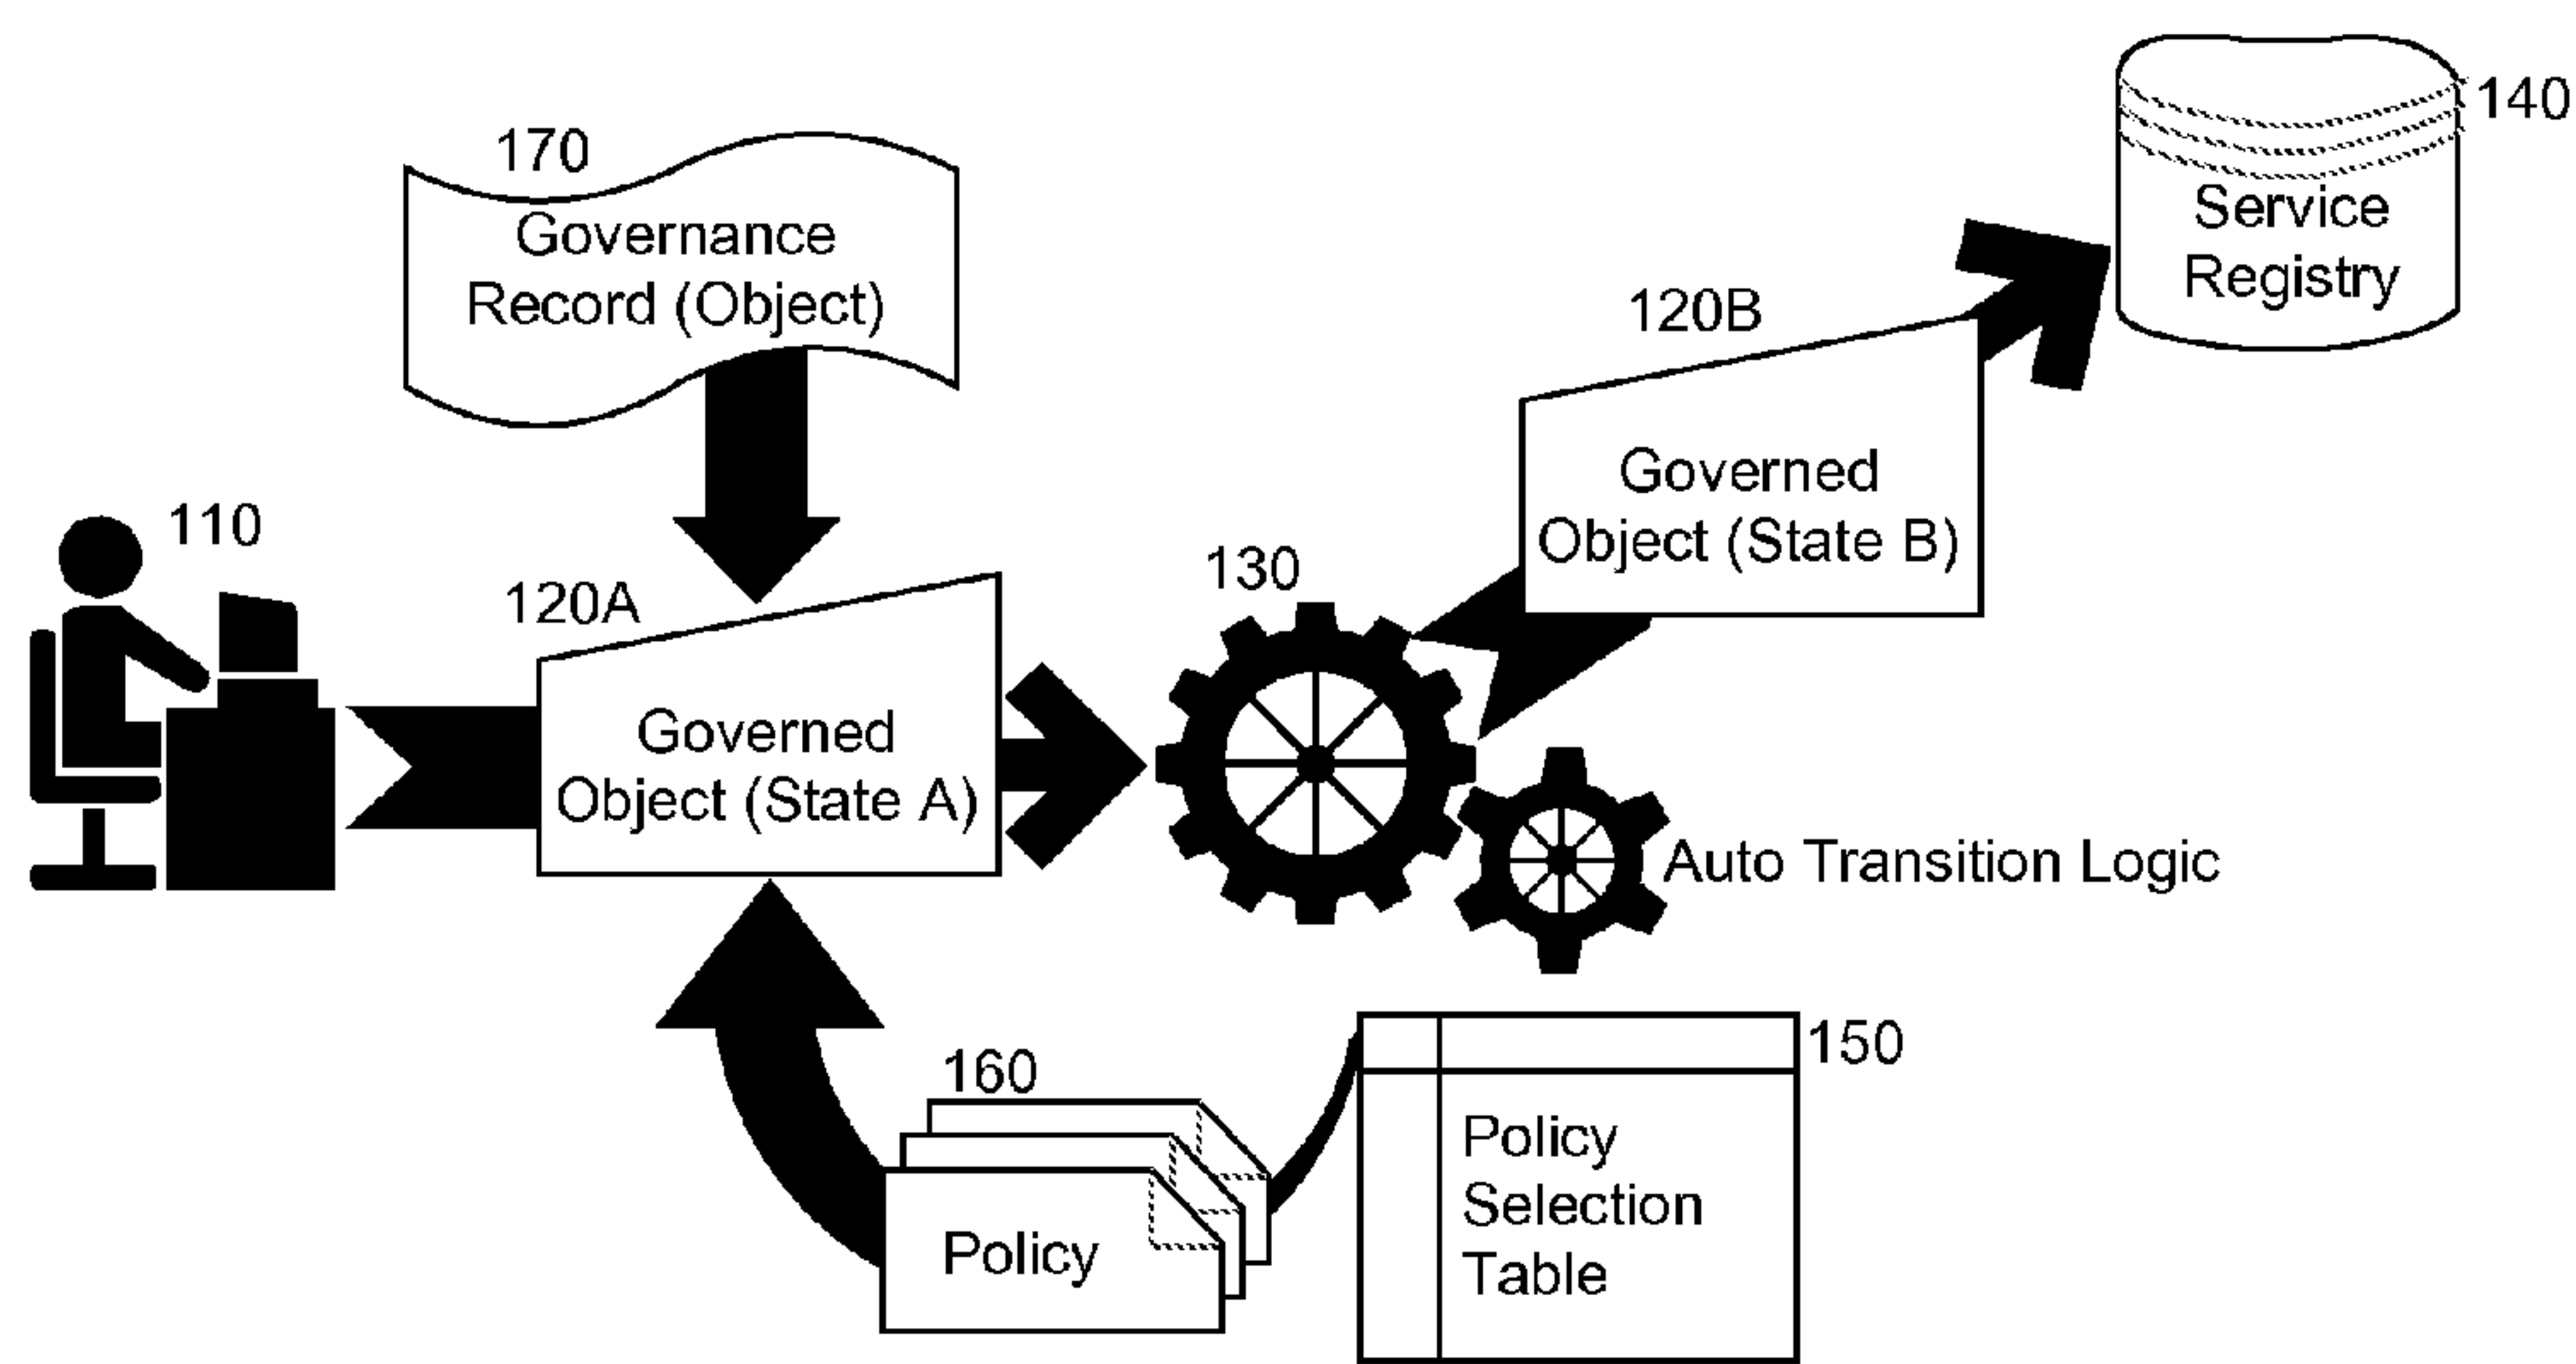 140
Service
Registry
170
Governance
Record (Object)
120B
Governed
Object (State B)
110
120A
Governed
Object (State A)
130
Auto Transition Logic
160
Policy
150
Policy
Selection
Table